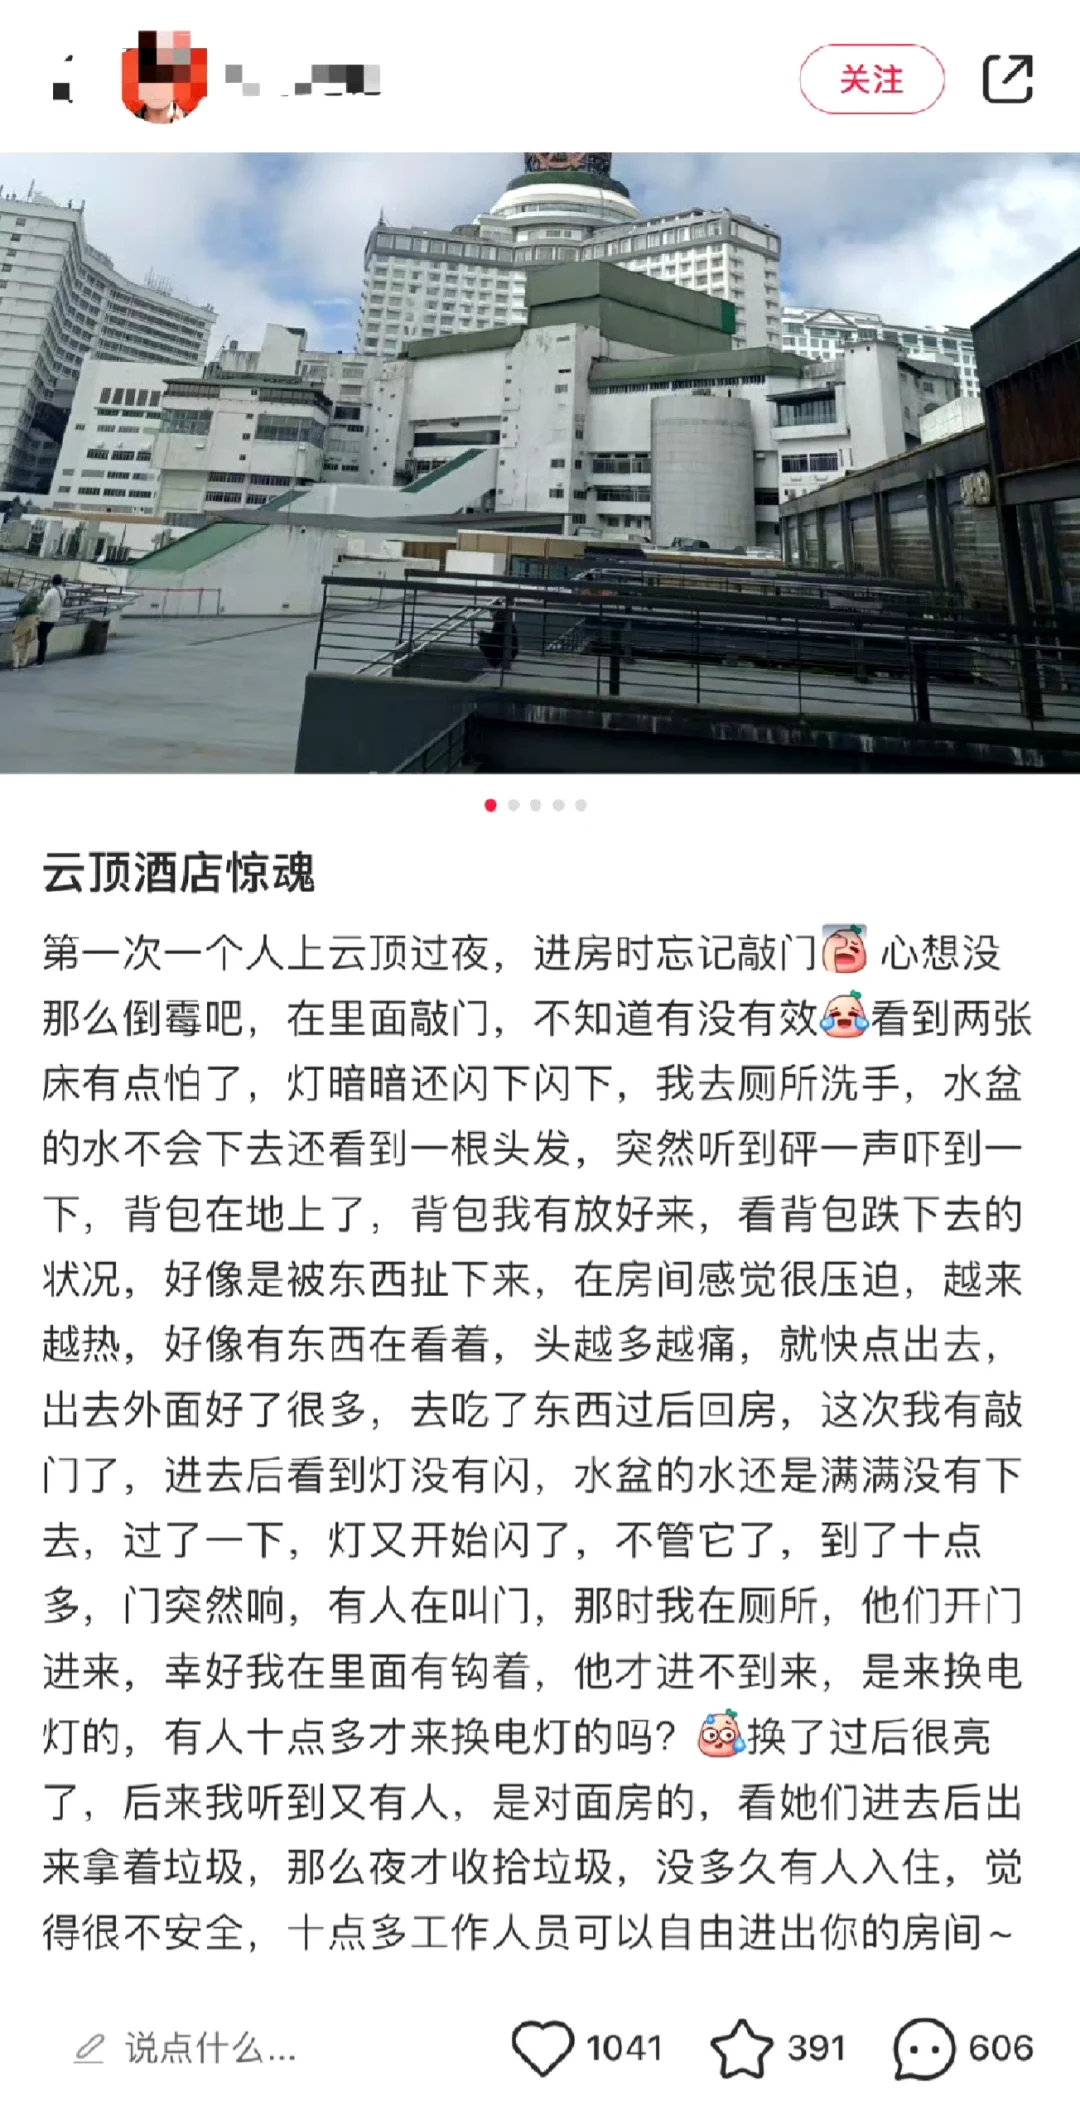 关注
云顶酒店惊魂
第一次一个人上云顶过夜，进房时忘记敲门 心想没
那么倒霉吧，在里面敲门，不知道有没有效 看到两张
床有点怕了，灯暗暗还闪下闪下，我去厕所洗手，水盆
的水不会下去还看到一根头发，突然听到砰一声吓到一
下，背包在地上了，背包我有放好来，看背包跌下去的
状况，好像是被东西扯下来，在房间感觉很压迫，越来
越热，好像有东西在看着，头越多越痛，就快点出去，
出去外面好了很多，去吃了东西过后回房，这次我有敲
门了，进去后看到灯没有闪，水盆的水还是满满没有下
去，过了一下，灯又开始闪了，不管它了，到了十点
多，门突然响，有人在叫门，那时我在厕所，他们开门
进来，幸好我在里面有钩着，他才进不到来，是来换电
灯的，有人十点多才来换电灯的吗？ 换了过后很亮
了，后来我听到又有人，是对面房的，看她们进去后出
来拿着垃圾，那么夜才收拾垃圾，没多久有人入住，觉
得很不安全，十点多工作人员可以自由进出你的房间~
说点什么...
1041
391
606